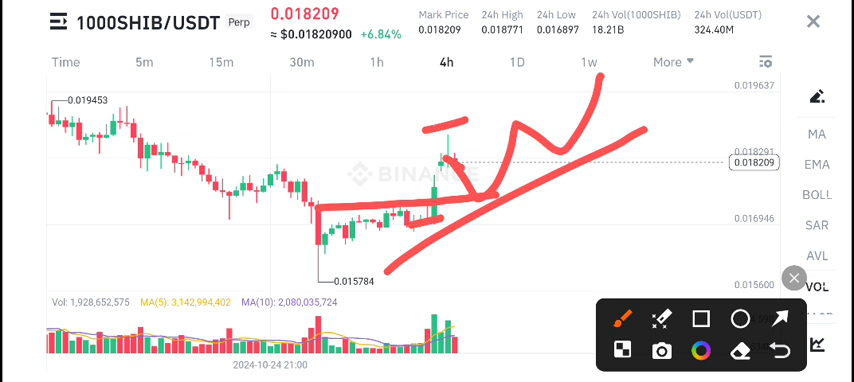 1000SHIB/USDT Perp
0.018209
≈ $0.01820900 +6.84%
Mark Price 24h High 24h Low 24h Vol(1000SHIB) 24h Vol(USDT)
0.018209 0.018771 0.016897 18.21B 324.40M
Time 5m 15m 30m 1h 4h 1D 1w More
0.019637
0.019453
MA
0.018291
0.018209
EMA
BINANCE
BOLL
0.016946
SAR
AVL
0.015784
0.015600
VOL
Vol: 1,928,652,575 MA(5): 3,142,994,402 MA(10): 2,080,035,724
2024-10-24 21:00